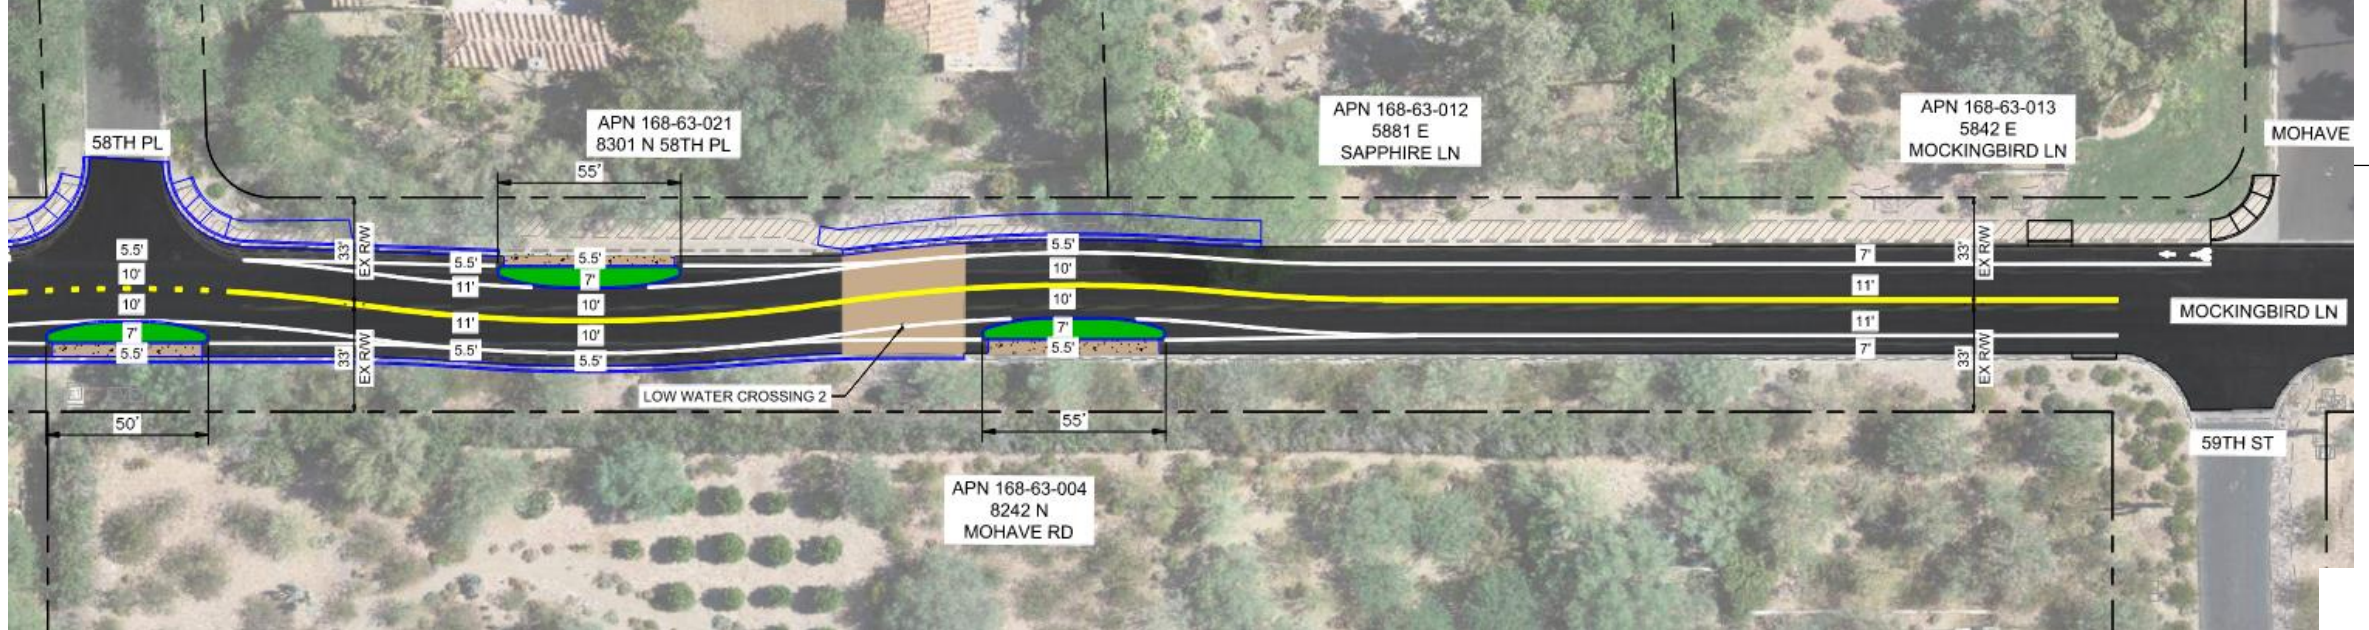 58TH PL
APN 168-63-021
8301 N 58TH PL
APN 168-63-012
5881 E
SAPPHIRE LN
APN 168-63-013
5842 E
MOCKINGBIRD LN
MOHAVE
55'
33'
EX R/W
33'
EX R/W
5.5'
10'
10'
7'
5.5'
5.5'
11'
11'
5.5'
5.5'
7'
10'
10'
5.5'
5.5'
10'
10'
7'
5.5'
7'
11'
11'
7'
33'
EX R/W
33'
EX R/W
MOCKINGBIRD LN
LOW WATER CROSSING 2
50'
55'
59TH ST
APN 168-63-004
8242 N
MOHAVE RD